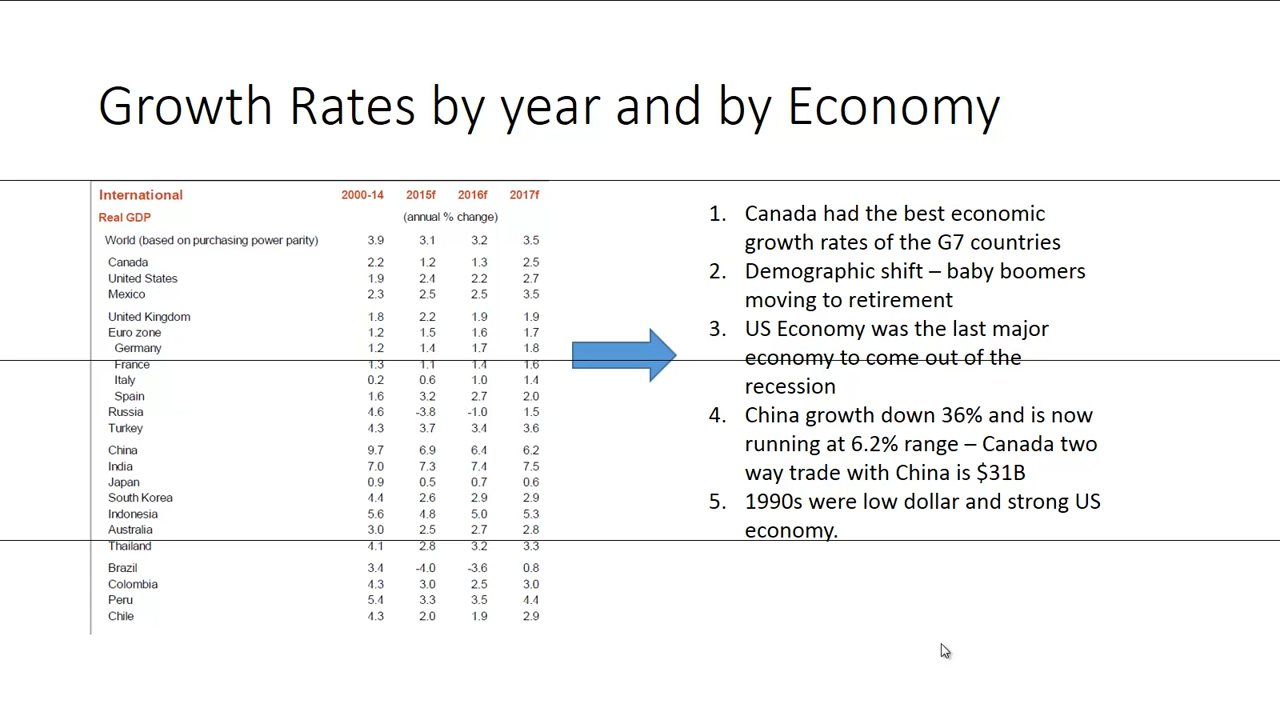 Growth Rates by year and by Economy
International 2000-14 2015f 2016f 2017f
Real GDP (annual % change)
World (based on purchasing power parity) 3.9 3.1 3.2 3.5
Canada 2.2 1.2 1.3 2.5
United States 1.9 2.4 2.2 2.7
Mexico 2.3 2.5 2.5 3.5
United Kingdom 1.8 2.2 1.9 1.9
Euro zone 1.2 1.5 1.6 1.7
Germany 1.2 1.4 1.7 1.8
France 1.3 1.1 1.4 1.6
Italy 0.2 0.6 1.0 1.4
Spain 1.6 3.2 2.7 2.0
Russia 4.6 -3.8 -1.0 1.5
Turkey 4.3 3.7 3.4 3.6
China 9.7 6.9 6.4 6.2
India 7.0 7.3 7.4 7.5
Japan 0.9 0.5 0.7 0.6
South Korea 4.4 2.6 2.9 2.9
Indonesia 5.6 4.8 5.0 5.3
Australia 3.0 2.5 2.7 2.8
Thailand 4.1 2.8 3.2 3.3
Brazil 3.4 -4.0 -3.6 0.8
Colombia 4.3 3.0 2.5 3.0
Peru 5.4 3.3 3.5 4.4
Chile 4.3 2.0 1.9 2.9
1. Canada had the best economic
growth rates of the G7 countries
2. Demographic shift – baby boomers
moving to retirement
3. US Economy was the last major
economy to come out of the
recession
4. China growth down 36% and is now
running at 6.2% range – Canada two
way trade with China is $31B
5. 1990s were low dollar and strong US
economy.